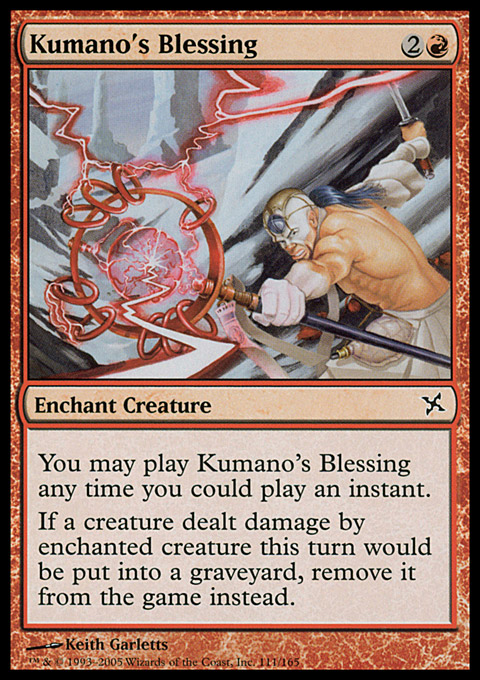 Kumano's Blessing 2
Enchant Creature
You may play Kumano's Blessing
any time you could play an instant.
If a creature dealt damage by
enchanted creature this turn would
be put into a graveyard, remove it
from the game instead.
Keith Garletts
™ & © 1993-2005 Wizards of the Coast, Inc. 111/165